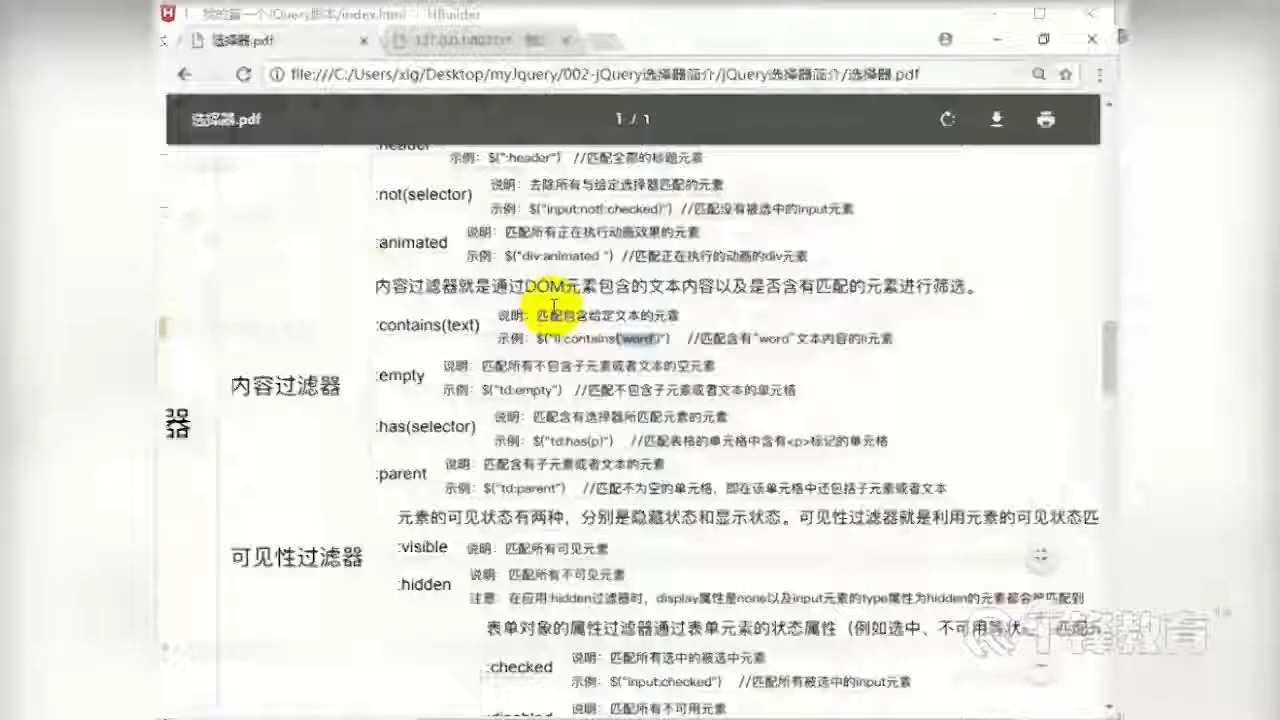 1、我的第一个jQuery脚本/index.html - HBuilder
选择器.pdf
file:///C:/Users/zlg/Desktop/myJquery/002-jQuery选择器简介/jQuery选择器简介/选择器.pdf
选择器.pdf 1 / 1
:header
示例：$(":header") //匹配全部的标题元素
:not(selector)
说明：去除所有与给定选择器匹配的元素
示例：$("input:not(:checked)") //匹配没有被选中的input元素
:animated
说明：匹配所有正在执行动画效果的元素
示例：$("div:animated ") //匹配正在执行的动画的div元素
内容过滤器就是通过DOM元素包含的文本内容以及是否含有匹配的元素进行筛选。
:contains(text)
说明：匹配包含给定文本的元素
示例：$("li:contains('word')") //匹配含有"word"文本内容的li元素
:empty
说明：匹配所有不包含子元素或者文本的空元素
示例：$("td:empty") //匹配不包含子元素或者文本的单元格
内容过滤器
器
:has(selector)
说明：匹配含有选择器所匹配元素的元素
示例：$("td:has(p)") //匹配表格的单元格中含有<p>标记的单元格
:parent
说明：匹配含有子元素或者文本的元素
示例：$("td:parent") //匹配不为空的单元格，即在该单元格中还包括子元素或者文本
元素的可见状态有两种，分别是隐藏状态和显示状态。可见性过滤器就是利用元素的可见状态匹
可见性过滤器
:visible 说明：匹配所有可见元素
:hidden
说明：匹配所有不可见元素
注意：在应用:hidden过滤器时，display属性是none以及input元素的type属性为hidden的元素都会被匹配到
表单对象的属性过滤器通过表单元素的状态属性（例如选中、不可用等状
千锋教育
:checked
说明：匹配所有选中的被选中元素
示例：$("input:checked") //匹配所有被选中的input元素
:disabled
说明：匹配所有不可用元素